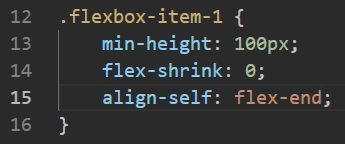 12 .flexbox-item-1 {
13     min-height: 100px;
14     flex-shrink: 0;
15     align-self: flex-end;
16 }